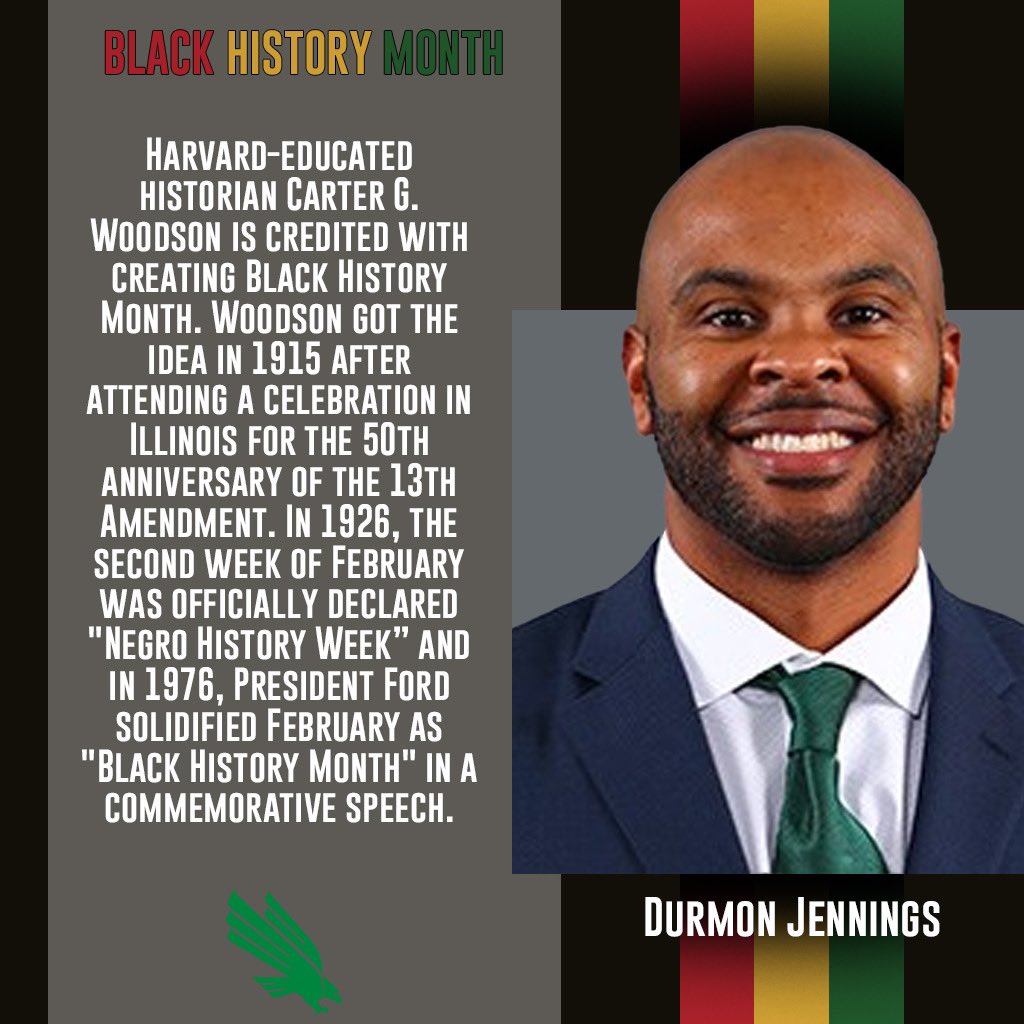 BLACK HISTORY MONTH
HARVARD-EDUCATED
HISTORIAN CARTER G.
WOODSON IS CREDITED WITH
CREATING BLACK HISTORY
MONTH. WOODSON GOT THE
IDEA IN 1915 AFTER
ATTENDING A CELEBRATION IN
ILLINOIS FOR THE 50TH
ANNIVERSARY OF THE 13TH
AMENDMENT. IN 1926, THE
SECOND WEEK OF FEBRUARY
WAS OFFICIALLY DECLARED
"NEGRO HISTORY WEEK” AND
IN 1976, PRESIDENT FORD
SOLIDIFIED FEBRUARY AS
"BLACK HISTORY MONTH" IN A
COMMEMORATIVE SPEECH.
DURMON JENNINGS